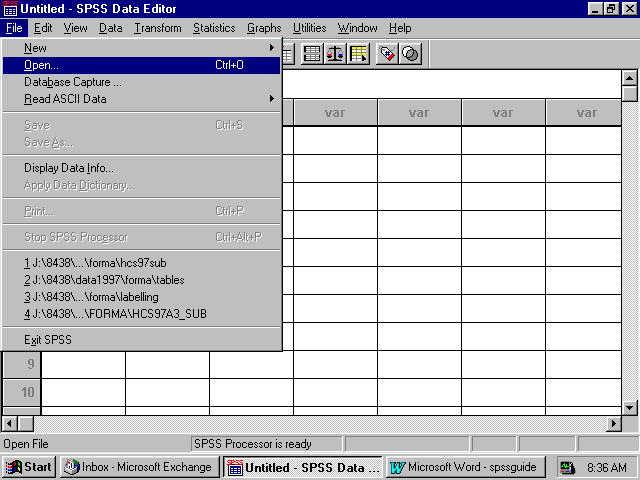 Untitled - SPSS Data Editor
File Edit View Data Transform Statistics Graphs Utilities Window Help
New
Open... Ctrl+O
Database Capture ...
Read ASCII Data
Save Ctrl+S
Save As...
Display Data Info...
Apply Data Dictionary...
Print... Ctrl+P
Stop SPSS Processor Ctrl+Alt+P
1 J:\8438\...\forma\hcs97sub
2 J:\8438\data1997\forma\tables
3 J:\8438\...\forma\labelling
4 J:\8438\...\FORMA\HCS97A3_SUB
Exit SPSS
var var var var
9
10
Open File SPSS Processor is ready
Start Inbox - Microsoft Exchange Untitled - SPSS Data ... Microsoft Word - spssguide 8:36 AM